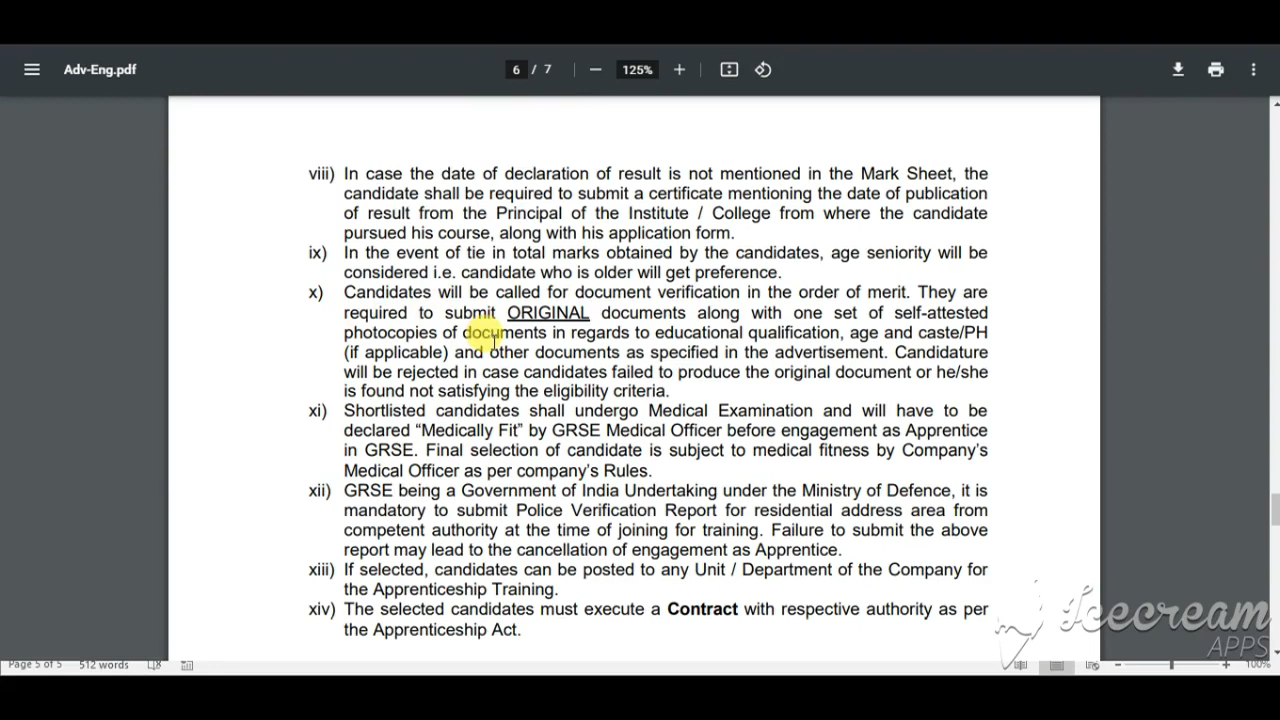 Adv-Eng.pdf
6 / 7
125%
viii) In case the date of declaration of result is not mentioned in the Mark Sheet, the
candidate shall be required to submit a certificate mentioning the date of publication
of result from the Principal of the Institute / College from where the candidate
pursued his course, along with his application form.
ix) In the event of tie in total marks obtained by the candidates, age seniority will be
considered i.e. candidate who is older will get preference.
x) Candidates will be called for document verification in the order of merit. They are
required to submit ORIGINAL documents along with one set of self-attested
photocopies of documents in regards to educational qualification, age and caste/PH
(if applicable) and other documents as specified in the advertisement. Candidature
will be rejected in case candidates failed to produce the original document or he/she
is found not satisfying the eligibility criteria.
xi) Shortlisted candidates shall undergo Medical Examination and will have to be
declared “Medically Fit” by GRSE Medical Officer before engagement as Apprentice
in GRSE. Final selection of candidate is subject to medical fitness by Company’s
Medical Officer as per company’s Rules.
xii) GRSE being a Government of India Undertaking under the Ministry of Defence, it is
mandatory to submit Police Verification Report for residential address area from
competent authority at the time of joining for training. Failure to submit the above
report may lead to the cancellation of engagement as Apprentice.
xiii) If selected, candidates can be posted to any Unit / Department of the Company for
the Apprenticeship Training.
xiv) The selected candidates must execute a Contract with respective authority as per
the Apprenticeship Act.
Icecream
APPS
Page 5 of 5 512 words
100%